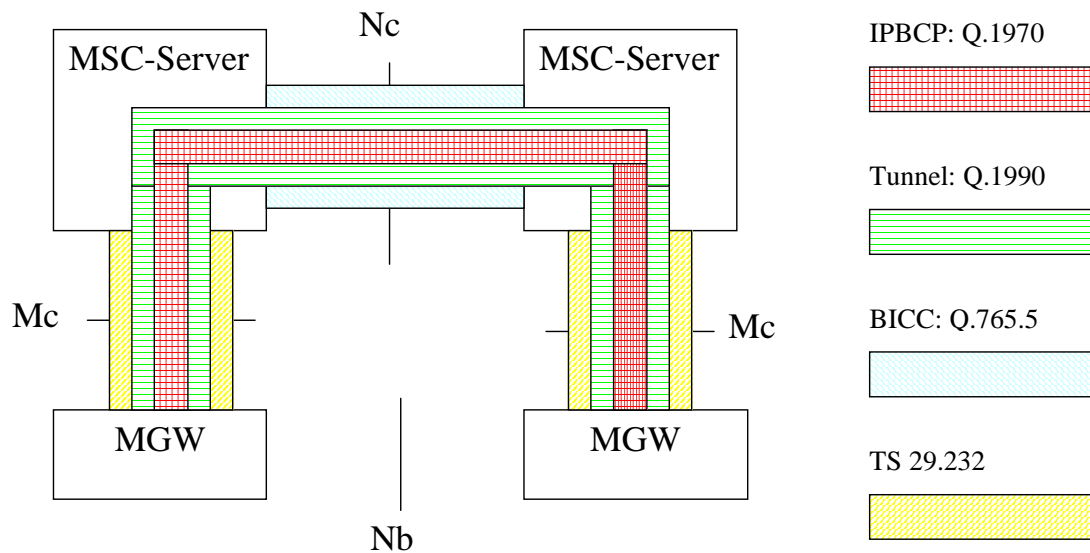 Nc
MSC-Server
MSC-Server
Mc
Mc
MGW
MGW
Nb
IPBCP: Q.1970
Tunnel: Q.1990
BICC: Q.765.5
TS 29.232